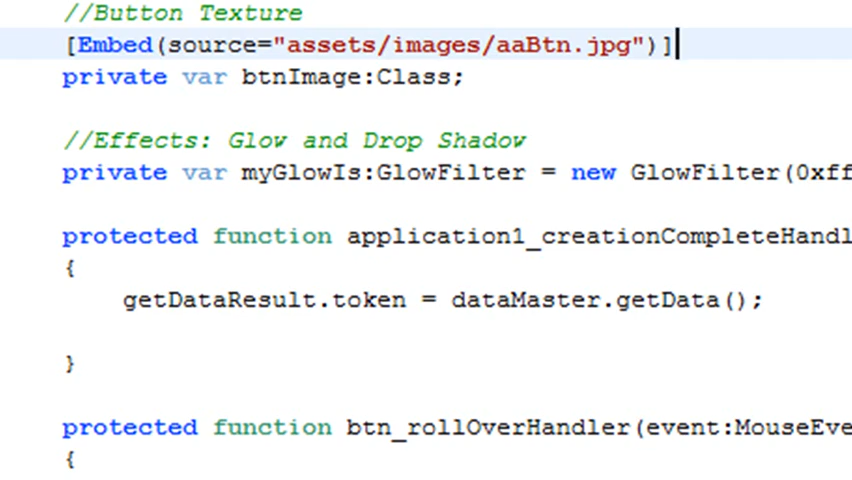 //Button Texture
[Embed(source="assets/images/aaBtn.jpg")]
private var btnImage:Class;
//Effects: Glow and Drop Shadow
private var myGlowIs:GlowFilter = new GlowFilter(0xff
protected function application1_creationCompleteHandl
{
getDataResult.token = dataMaster.getData();
}
protected function btn_rollOverHandler(event:MouseEve
{